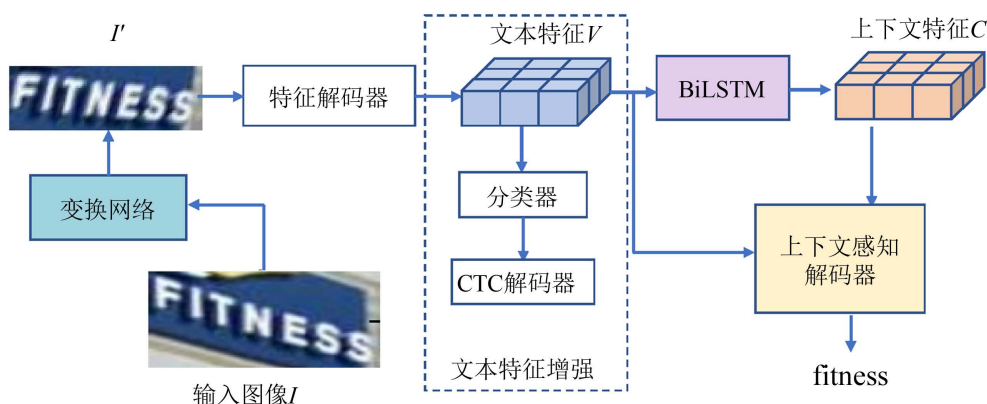 I′
FITNESS
变换网络
FITNESS
输入图像I
特征解码器
文本特征V
分类器
CTC解码器
文本特征增强
BiLSTM
上下文特征C
上下文感知
解码器
fitness